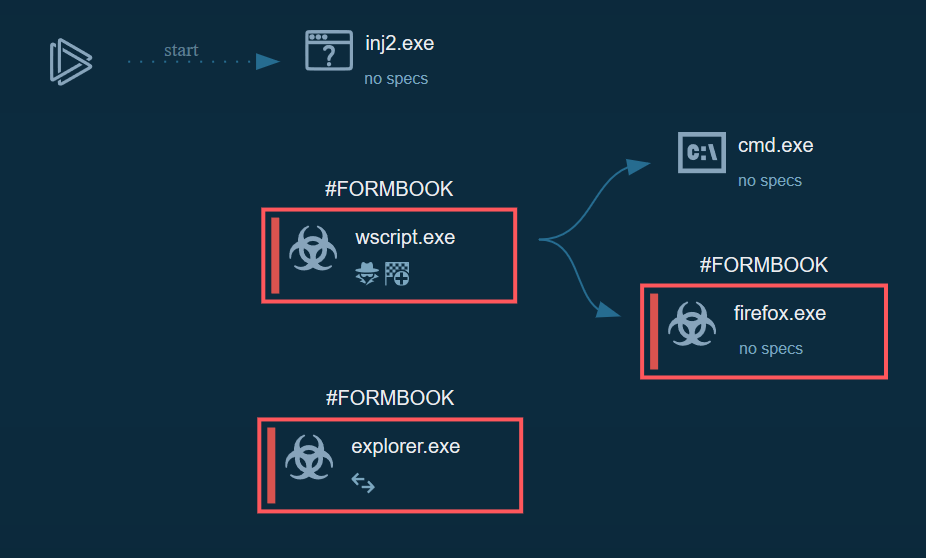 start
inj2.exe
no specs
cmd.exe
no specs
#FORMBOOK
wscript.exe
#FORMBOOK
firefox.exe
no specs
#FORMBOOK
explorer.exe
C:\
?